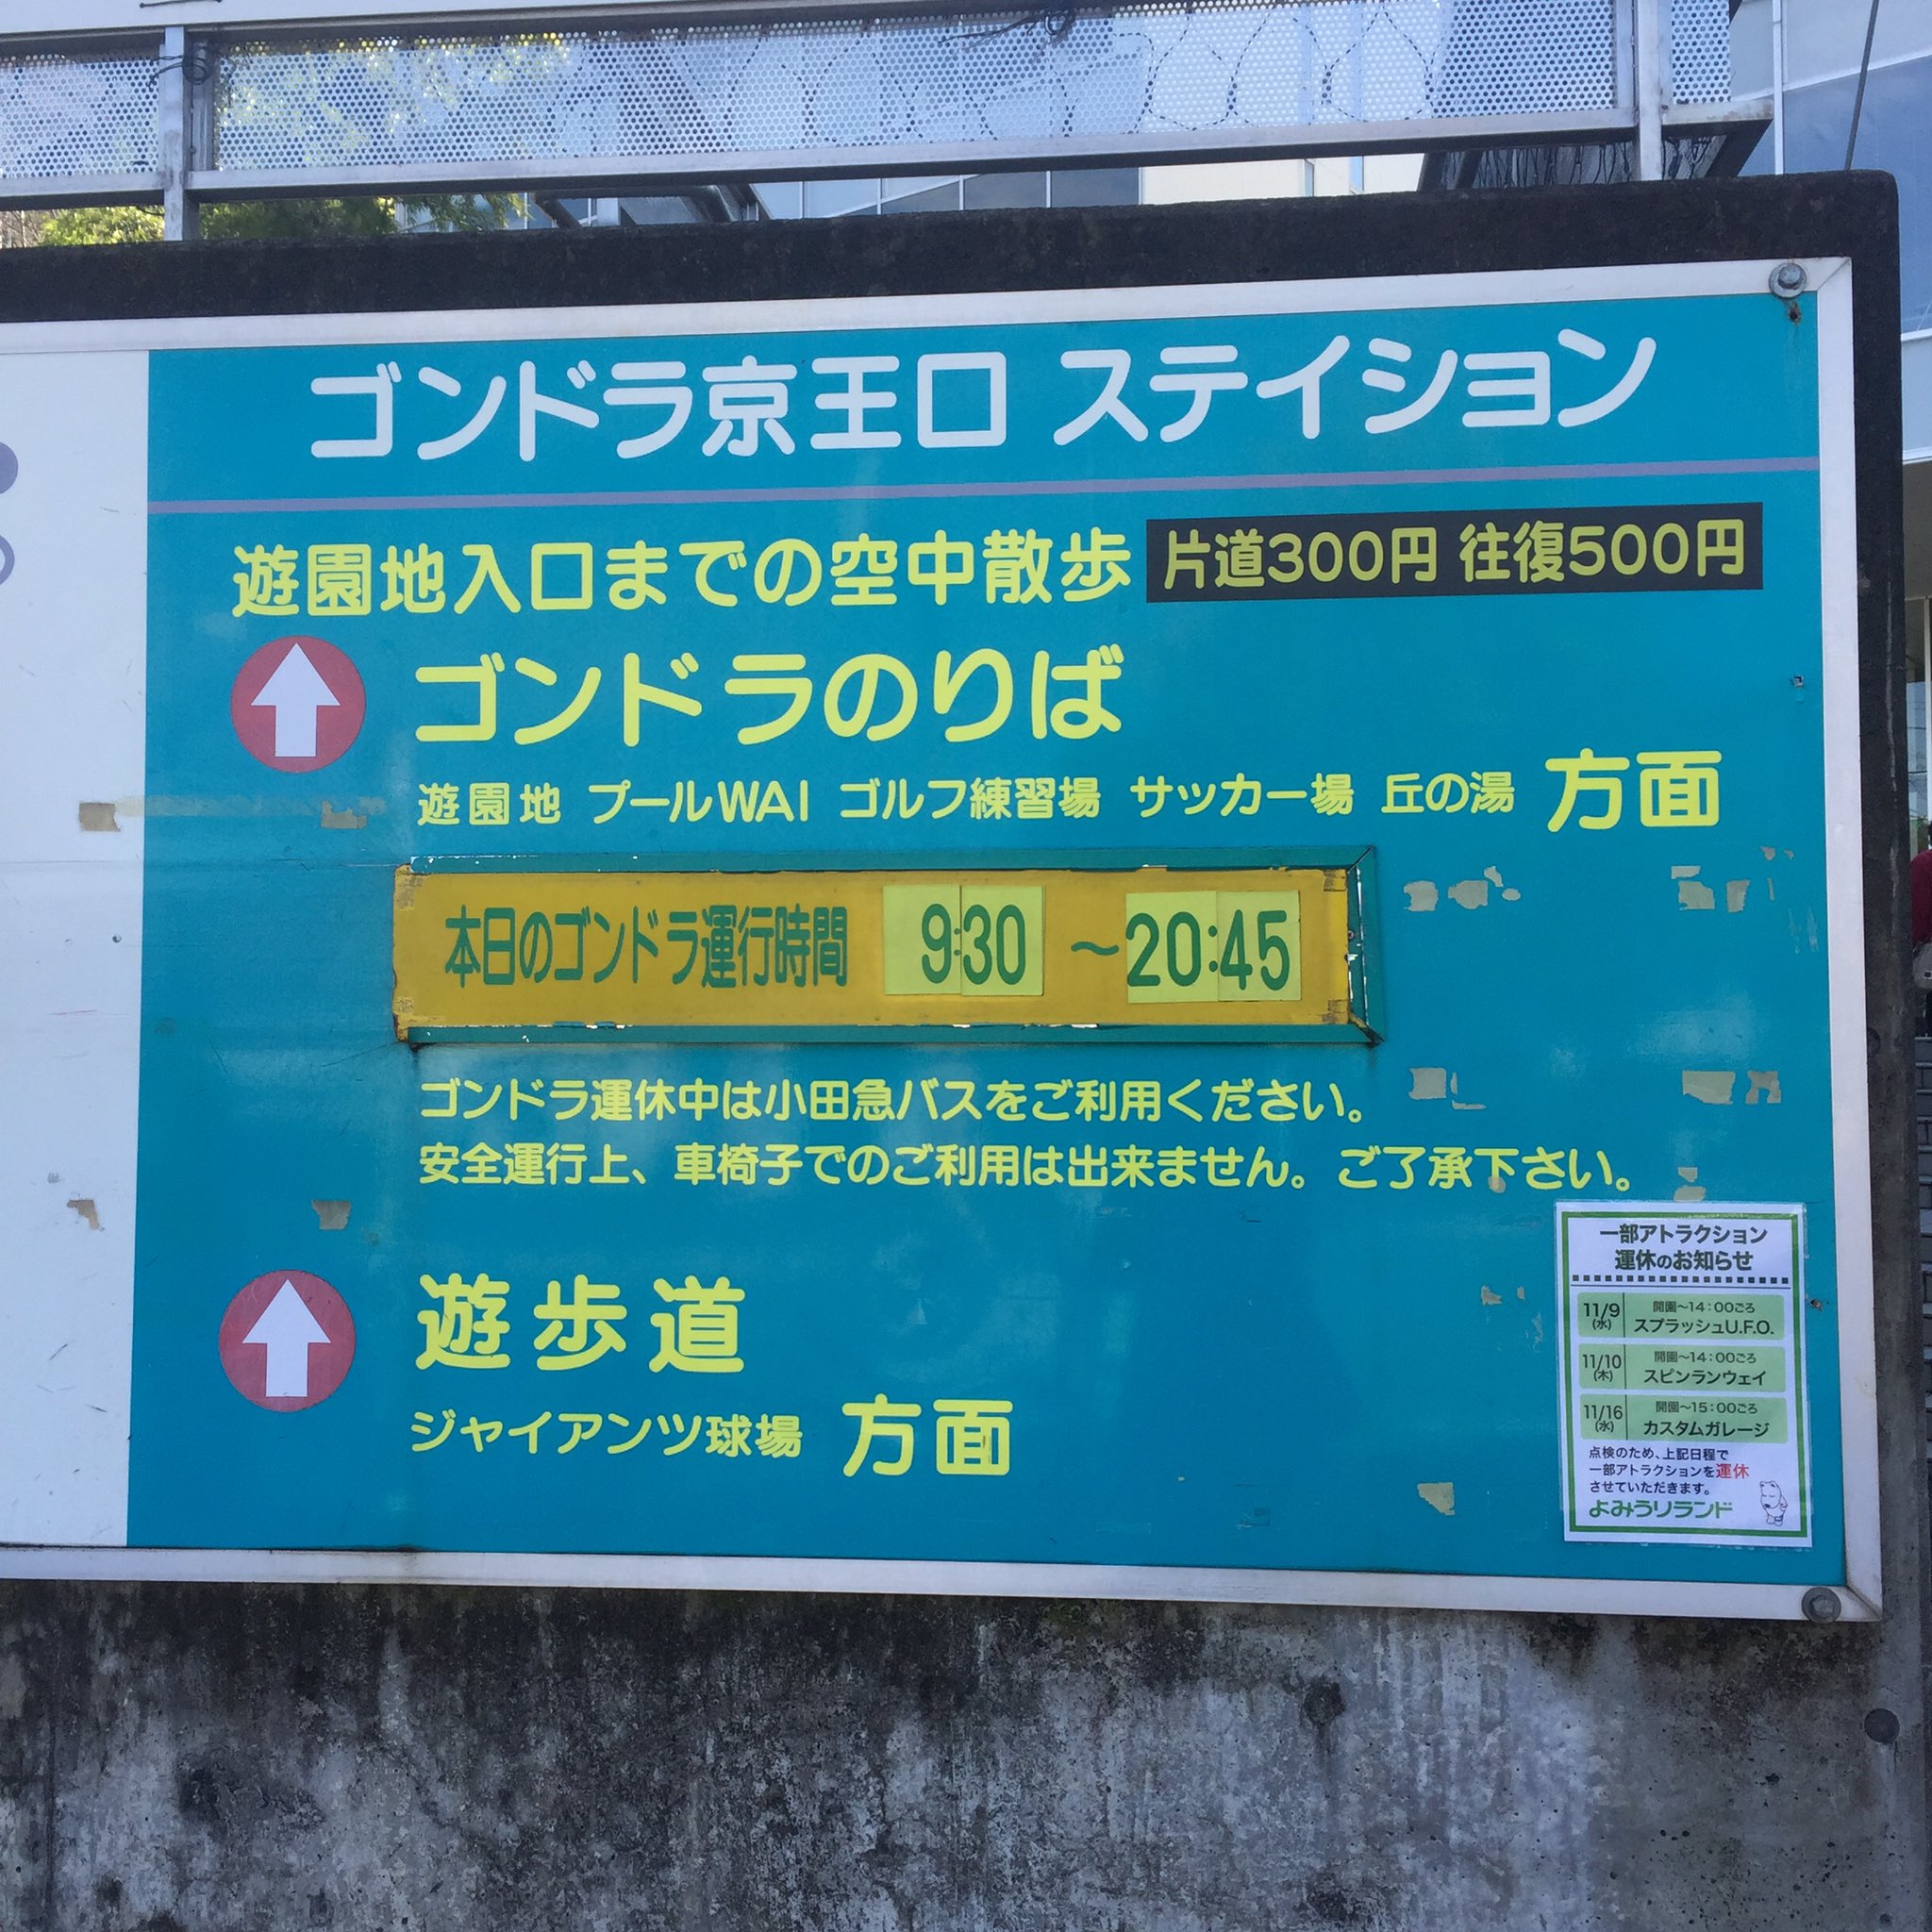 ゴンドラ京王口 ステイション
遊園地入口までの空中散歩 片道300円 往復500円
ゴンドラのりば
遊園地 プールWAI ゴルフ練習場 サッカー場 丘の湯 方面
本日のゴンドラ運行時間 9:30 ～20:45
ゴンドラ運休中は小田急バスをご利用ください。
安全運行上、車椅子でのご利用は出来ません。ご了承下さい。
遊歩道
ジャイアンツ球場 方面
一部アトラクション
運休のお知らせ
11/9
(水)
開園～14:00ごろ
スプラッシュU.F.O.
11/10
(木)
開園～14:00ごろ
スピンランウェイ
11/16
(水)
開園～15:00ごろ
カスタムガレージ
点検のため、上記日程で
一部アトラクションを運休
させていただきます。
よみうりランド